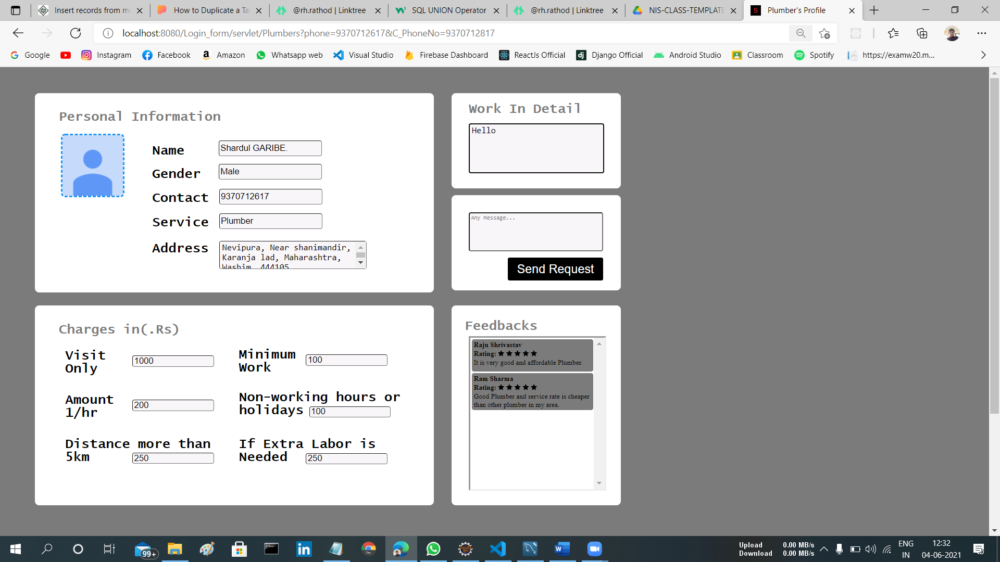 Insert records from mu
How to Duplicate a Ta
@rh.rathod | Linktree
SQL UNION Operator
@rh.rathod | Linktree
NIS-CLASS-TEMPLATE
Plumber's Profile
localhost:8080/Login_form/servlet/Plumbers?phone=9370712617&C_PhoneNo=9370712817
Google
Instagram
Facebook
Amazon
Whatsapp web
Visual Studio
Firebase Dashboard
ReactJs Official
Django Official
Android Studio
Classroom
Spotify
https://examw20.m...
Personal Information
Name
Shardul GARIBE.
Gender
Male
Contact
9370712617
Service
Plumber
Address
Nevipura, Near shanimandir,
Karanja lad, Maharashtra,
Washim, 444105
Work In Detail
Hello
Any Message...
Send Request
Charges in(.Rs)
Visit
Only
1000
Minimum
Work
100
Amount
1/hr
200
Non-working hours or
holidays
100
Distance more than
5km
250
If Extra Labor is
Needed
250
Feedbacks
Raju Shrivastav
Rating: ★ ★ ★ ★ ★
It is very good and affordable Plumber.
Ram Sharma
Rating: ★ ★ ★ ★ ★
Good Plumber and service rate is cheaper
than other plumber in my area.
99+
Dev
Upload 0.00 MB/s
Download 0.00 MB/s
ENG
IN
12:32
04-06-2021